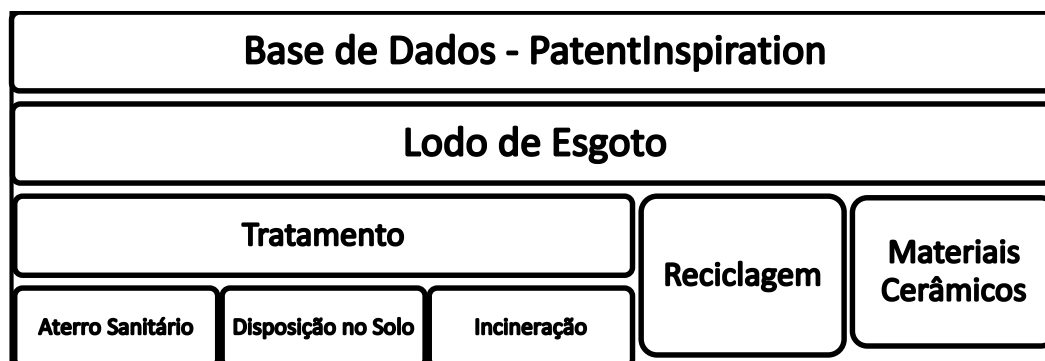 Base de Dados - PatentInspiration
Lodo de Esgoto
Tratamento
Reciclagem
Materiais
Cerâmicos
Aterro Sanitário
Disposição no Solo
Incineração